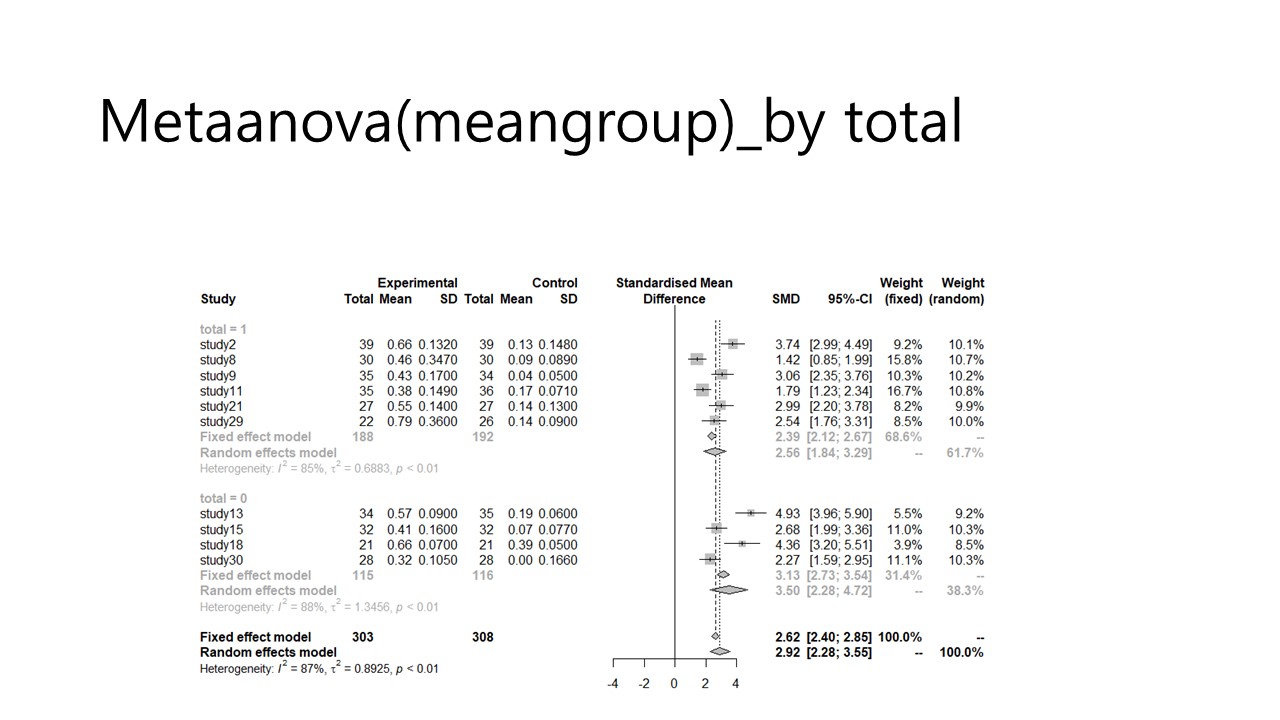 Metaanova(meangroup)_by total
Experimental Control Standardised Mean Weight Weight
Study Total Mean SD Total Mean SD Difference SMD 95%-CI (fixed) (random)
total = 1
study2 39 0.66 0.1320 39 0.13 0.1480 3.74 [2.99; 4.49] 9.2% 10.1%
study8 30 0.46 0.3470 30 0.09 0.0890 1.42 [0.85; 1.99] 15.8% 10.7%
study9 35 0.43 0.1700 34 0.04 0.0500 3.06 [2.35; 3.76] 10.3% 10.2%
study11 35 0.38 0.1490 36 0.17 0.0710 1.79 [1.23; 2.34] 16.7% 10.8%
study21 27 0.55 0.1400 27 0.14 0.1300 2.99 [2.20; 3.78] 8.2% 9.9%
study29 22 0.79 0.3600 26 0.14 0.0900 2.54 [1.76; 3.31] 8.5% 10.0%
Fixed effect model 188 192 2.39 [2.12; 2.67] 68.6% --
Random effects model 2.56 [1.84; 3.29] -- 61.7%
Heterogeneity: I² = 85%, τ² = 0.6883, p < 0.01
total = 0
study13 34 0.57 0.0900 35 0.19 0.0600 4.93 [3.96; 5.90] 5.5% 9.2%
study15 32 0.41 0.1600 32 0.07 0.0770 2.68 [1.99; 3.36] 11.0% 10.3%
study18 21 0.66 0.0700 21 0.39 0.0500 4.36 [3.20; 5.51] 3.9% 8.5%
study30 28 0.32 0.1050 28 0.00 0.1660 2.27 [1.59; 2.95] 11.1% 10.3%
Fixed effect model 115 116 3.13 [2.73; 3.54] 31.4% --
Random effects model 3.50 [2.28; 4.72] -- 38.3%
Heterogeneity: I² = 88%, τ² = 1.3456, p < 0.01
Fixed effect model 303 308 2.62 [2.40; 2.85] 100.0% --
Random effects model 2.92 [2.28; 3.55] -- 100.0%
Heterogeneity: I² = 87%, τ² = 0.8925, p < 0.01
-4 -2 0 2 4